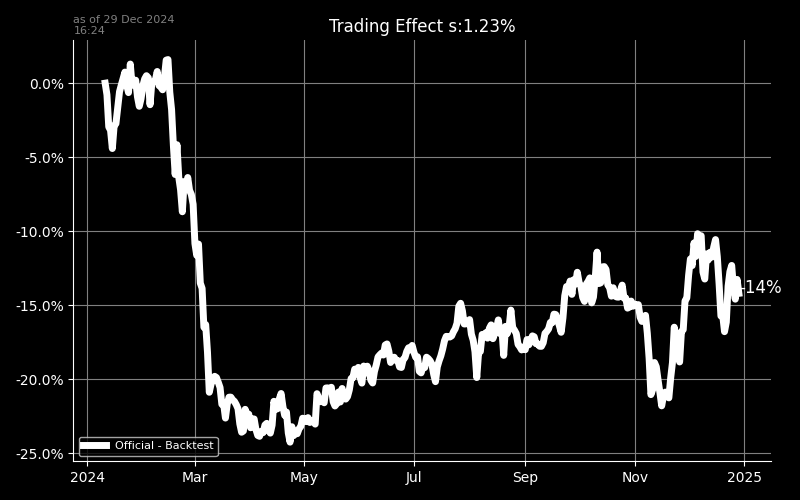 as of 29 Dec 2024
16:24
Trading Effect s:1.23%
0.0%
-5.0%
-10.0%
-15.0%
-20.0%
-25.0%
-14%
Official - Backtest
2024 Mar May Jul Sep Nov 2025